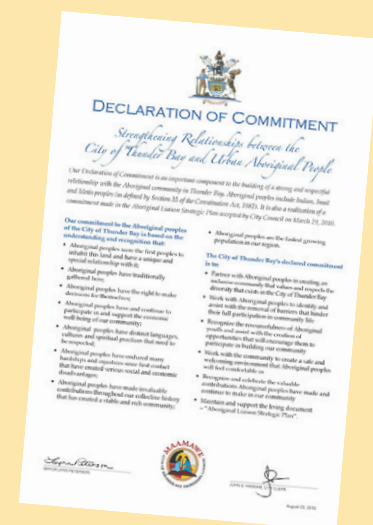 DECLARATION OF COMMITMENT
Strengthening Relationships between the
City of Thunder Bay and Urban Aboriginal People
Our Declaration of Commitment is an important component to the building of a strong and respectful
relationship with the Aboriginal community in Thunder Bay. Aboriginal peoples include Indian, Inuit
and Métis peoples (as defined by Section 35 of the Constitution Act, 1982). It is also a realization of a
commitment made in the Aboriginal Liaison Strategic Plan accepted by City Council on March 29, 2010.
Our commitment to the Aboriginal peoples
of the City of Thunder Bay is based on the
understanding and recognition that:
• Aboriginal peoples were the first peoples to
inhabit this land and have a unique and
special relationship with it;
• Aboriginal peoples have traditionally
gathered here;
• Aboriginal peoples have the right to make
decisions for themselves;
• Aboriginal peoples have and continue to
participate in and support the economic
well being of our community;
• Aboriginal peoples have distinct languages,
cultures and spiritual practices that need to
be respected;
• Aboriginal peoples have endured many
hardships and injustices since first contact
that have created serious social and economic
disadvantages;
• Aboriginal peoples have made invaluable
contributions throughout our collective history
that has created a viable and rich community;
• Aboriginal peoples are the fastest growing
population in our region.
The City of Thunder Bay's declared commitment
is to:
• Partner with Aboriginal peoples in creating an
inclusive community that values and respects the
diversity that exists in the City of Thunder Bay
• Work with Aboriginal peoples to identify and
assist with the removal of barriers that hinder
their full participation in community life
• Recognize the resourcefulness of Aboriginal
youth and assist with the creation of
opportunities that will encourage them to
participate in building our community
• Work with the community to create a safe and
welcoming environment that Aboriginal peoples
will feel comfortable in
• Recognize and celebrate the valuable
contributions Aboriginal peoples have made and
continue to make in our community
• Maintain and support the living document
– "Aboriginal Liaison Strategic Plan".
MAAMAWE
August 23, 2010